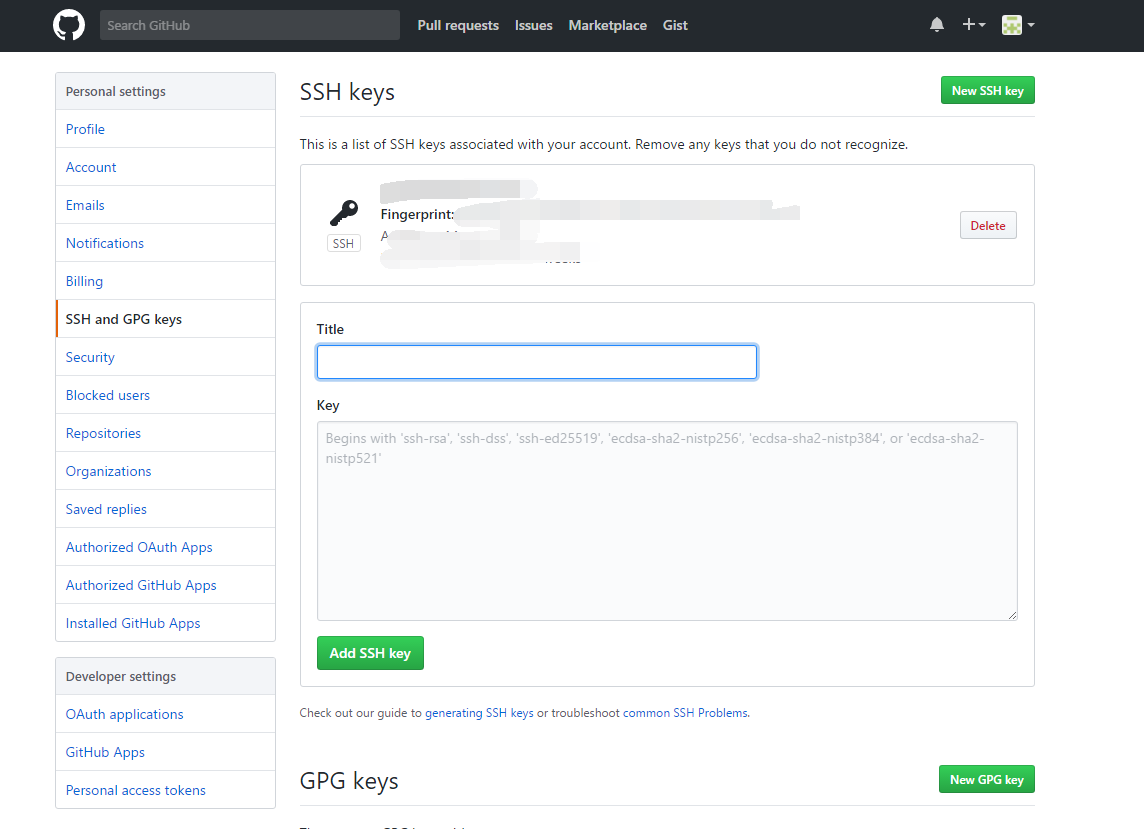 Search GitHub Pull requests Issues Marketplace Gist
Personal settings
Profile
Account
Emails
Notifications
Billing
SSH and GPG keys
Security
Blocked users
Repositories
Organizations
Saved replies
Authorized OAuth Apps
Authorized GitHub Apps
Installed GitHub Apps
Developer settings
OAuth applications
GitHub Apps
Personal access tokens
SSH keys
New SSH key
This is a list of SSH keys associated with your account. Remove any keys that you do not recognize.
SSH
Fingerprint:
Delete
Title
Key
Begins with 'ssh-rsa', 'ssh-dss', 'ssh-ed25519', 'ecdsa-sha2-nistp256', 'ecdsa-sha2-nistp384', or 'ecdsa-sha2-
nistp521'
Add SSH key
Check out our guide to generating SSH keys or troubleshoot common SSH Problems.
GPG keys
New GPG key